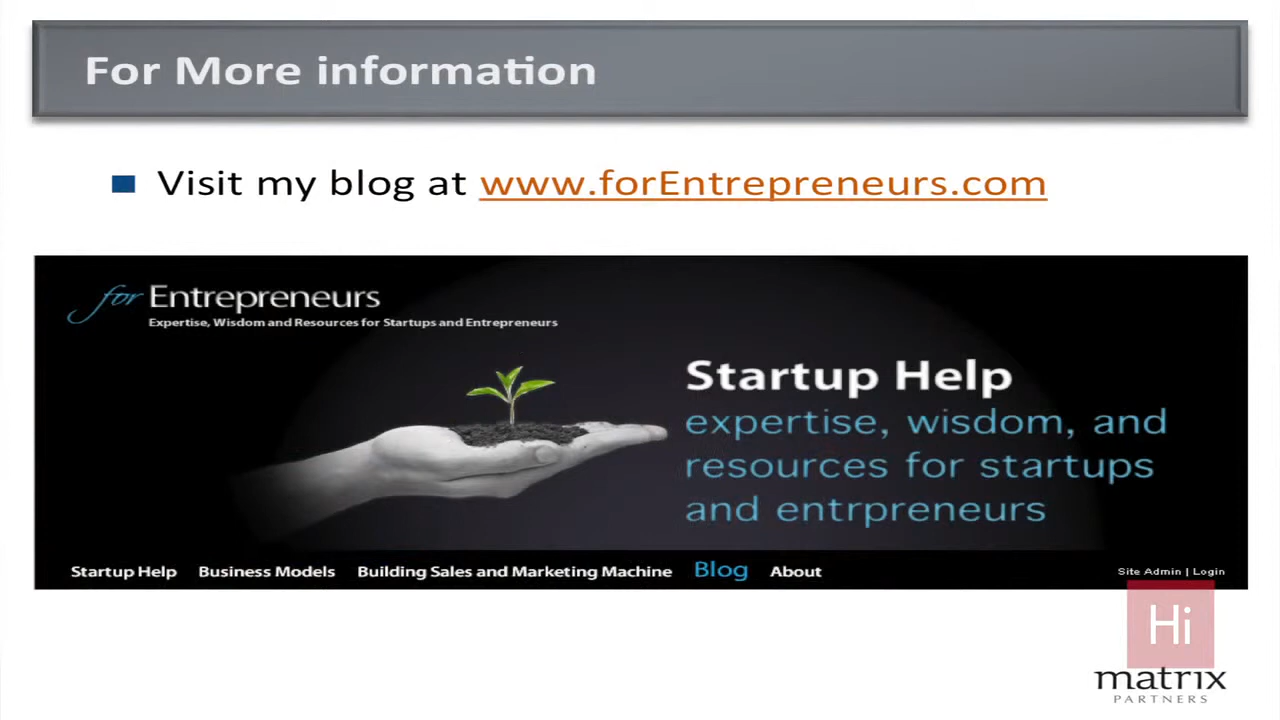 For More information
Visit my blog at www.forEntrepreneurs.com
for Entrepreneurs
Expertise, Wisdom and Resources for Startups and Entrepreneurs
Startup Help
expertise, wisdom, and
resources for startups
and entrpreneurs
Startup Help Business Models Building Sales and Marketing Machine Blog About Site Admin | Login
Hi
matrix
PARTNERS